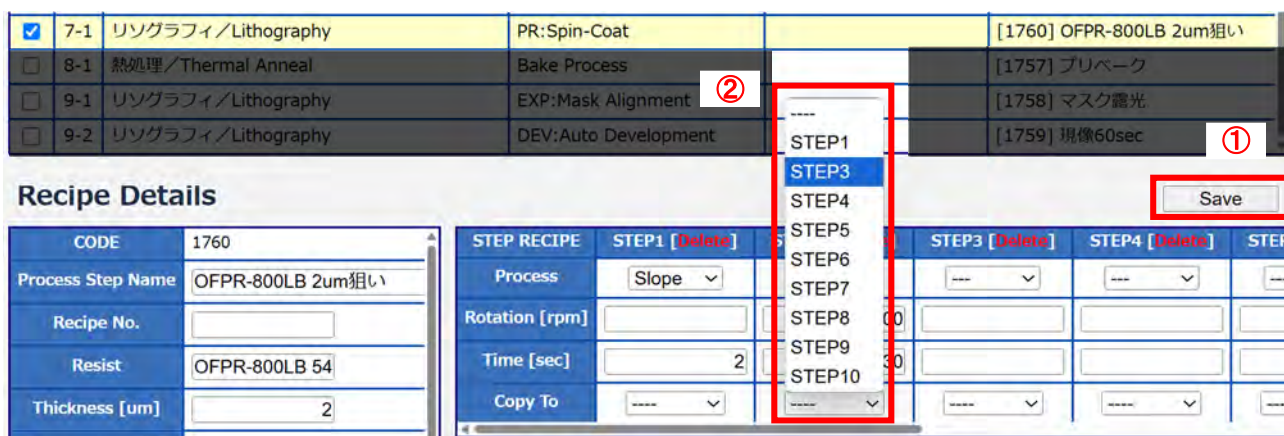 7-1 リソグラフィ／Lithography PR:Spin-Coat [1760] OFPR-800LB 2um狙い
8-1 熱処理／Thermal Anneal Bake Process [1757] プリベーク
9-1 リソグラフィ／Lithography EXP:Mask Alignment ② [1758] マスク露光
9-2 リソグラフィ／Lithography DEV:Auto Development [1759] 現像60sec ①
----
STEP1
STEP3
STEP4
STEP5
STEP6
STEP7
STEP8
STEP9
STEP10
Recipe Details Save
CODE 1760
Process Step Name OFPR-800LB 2um狙い
Recipe No.
Resist OFPR-800LB 54
Thickness [um] 2
STEP RECIPE STEP1 [Delete] STEP3 [Delete] STEP4 [Delete]
Process Slope --- ---
Rotation [rpm] 00
Time [sec] 2 30
Copy To ---- ---- ---- ----